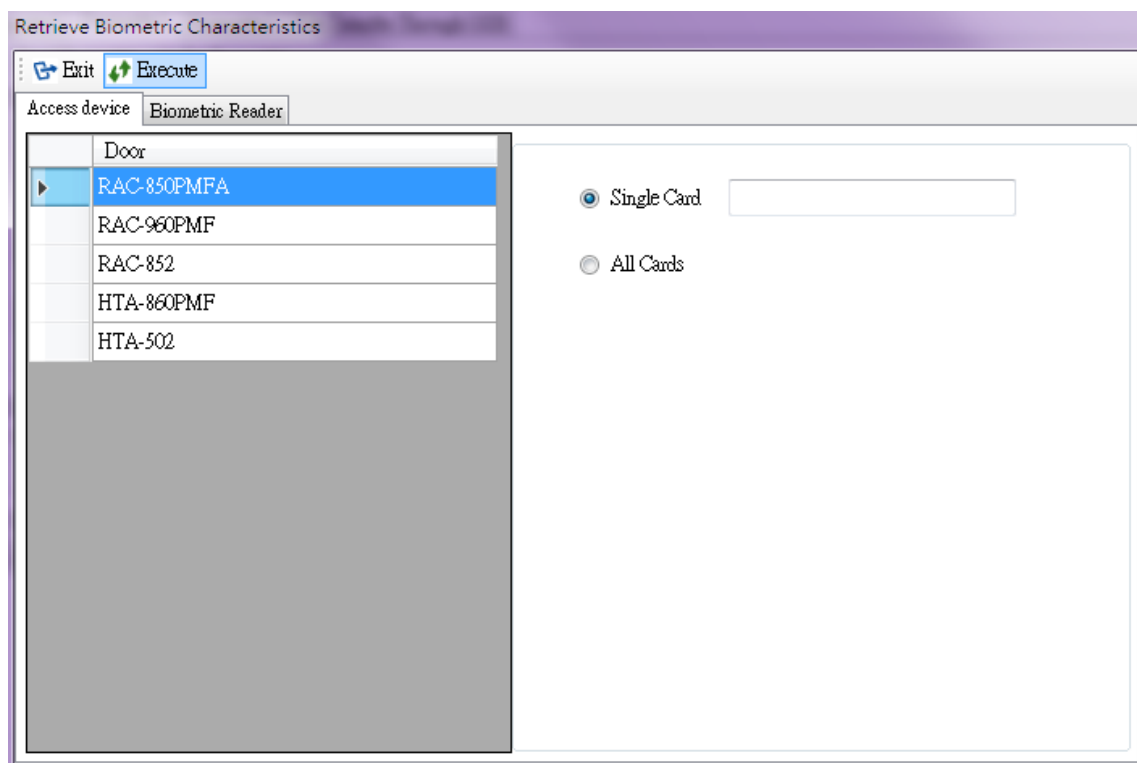 Retrieve Biometric Characteristics
Exit Execute
Access device Biometric Reader
Door
RAC-850PMFA
RAC-960PMF
RAC-852
HTA-860PMF
HTA-502
Single Card
All Cards